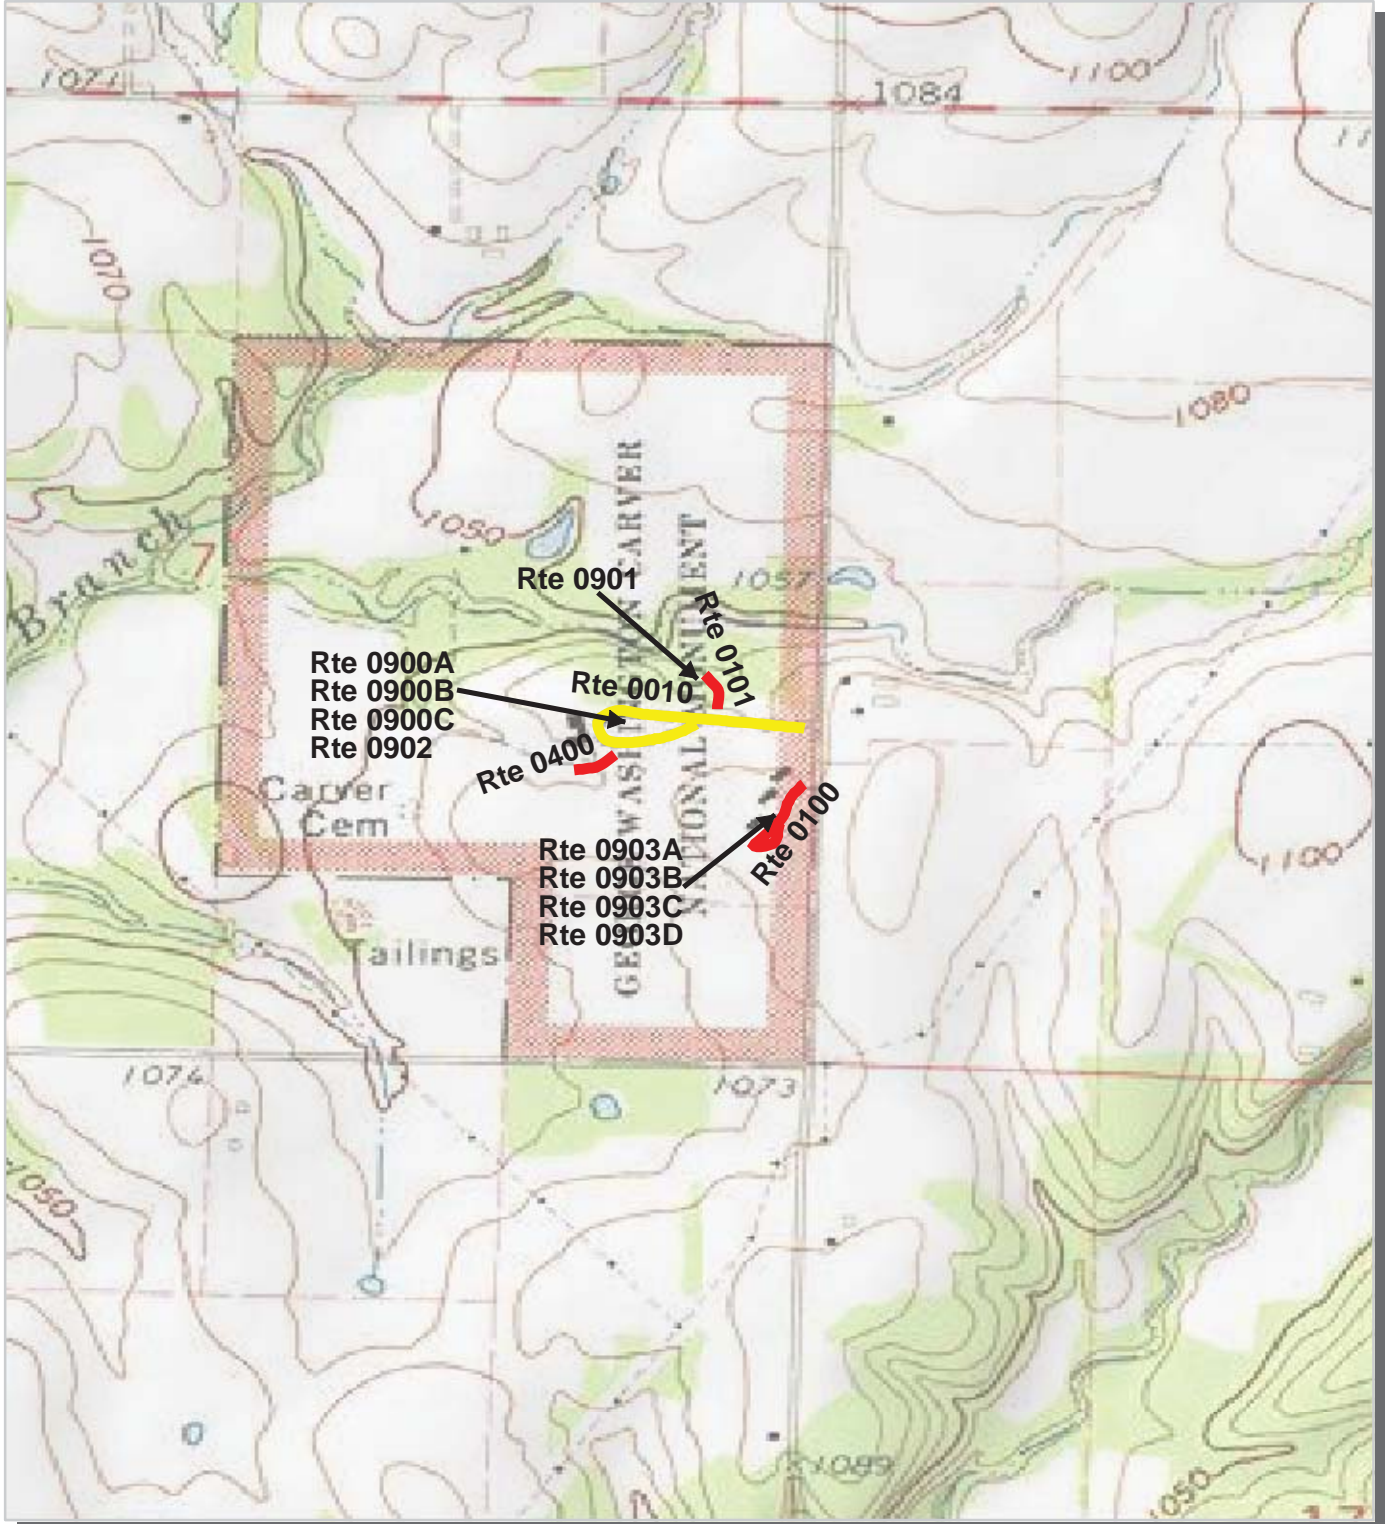 1071
1084
1100
11
1070
1080
1050
GEORGE WASHINGTON CARVER
NATIONAL MONUMENT
Branch
7
1057
Rte 0901
Rte 0101
Rte 0900A
Rte 0900B
Rte 0900C
Rte 0902
Rte 0010
Rte 0400
Carver
Cem
Rte 0100
Rte 0903A
Rte 0903B
Rte 0903C
Rte 0903D
1100
Tailings
1074
1073
1050
1089
1050